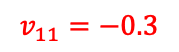 v₁₁ = −0.3